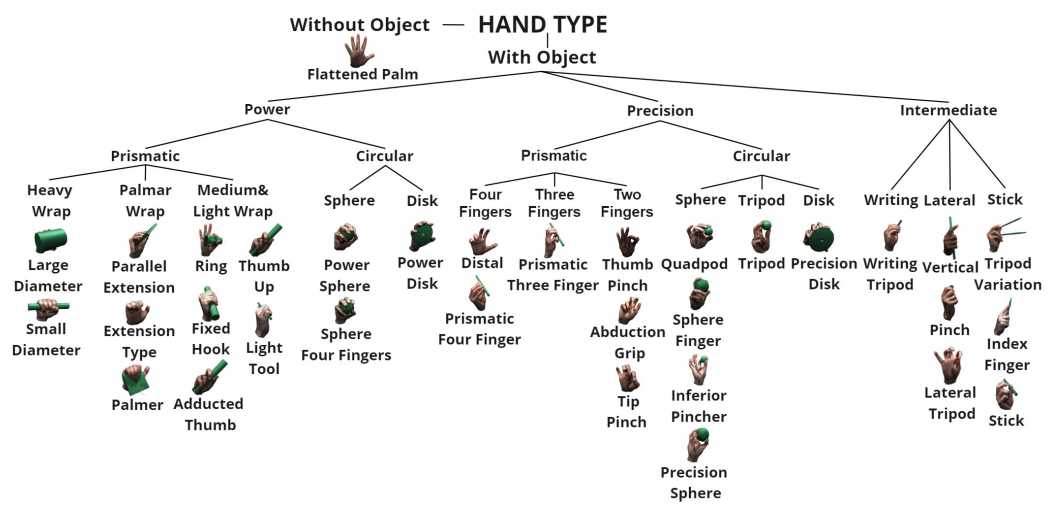 Without Object — HAND TYPE
With Object
Flattened Palm
Power
Precision
Intermediate
Prismatic
Circular
Prismatic
Circular
Heavy
Wrap
Palmar
Wrap
Medium&
Light Wrap
Sphere
Disk
Four
Fingers
Three
Fingers
Two
Fingers
Sphere
Tripod
Disk
Writing
Lateral
Stick
Large
Diameter
Small
Diameter
Parallel
Extension
Extension
Type
Palmer
Ring
Fixed
Hook
Adducted
Thumb
Thumb
Up
Light
Tool
Power
Sphere
Sphere
Four Fingers
Power
Disk
Distal
Prismatic
Four Finger
Prismatic
Three Finger
Thumb
Pinch
Abduction
Grip
Tip
Pinch
Quadpod
Sphere
Finger
Inferior
Pincher
Precision
Sphere
Tripod
Precision
Disk
Writing
Tripod
Vertical
Pinch
Lateral
Tripod
Tripod
Variation
Index
Finger
Stick